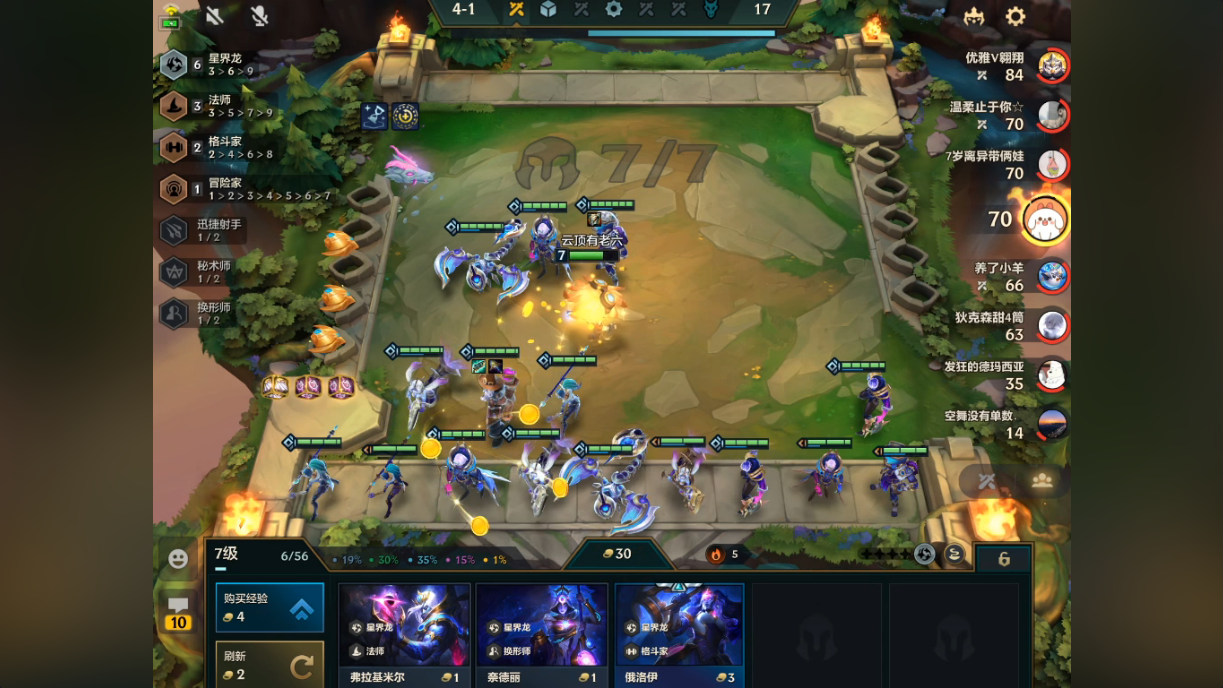 4-1
17
6 星界龙
3 > 6 > 9
3 法师
3 > 5 > 7 > 9
2 格斗家
2 > 4 > 6 > 8
1 冒险家
1 > 2 > 3 > 4 > 5 > 6 > 7
迅捷射手
1 / 2
秘术师
1 / 2
换形师
1 / 2
7/7
云顶有老六
7
优雅V翱翔
84
温柔止于你☆
70
7岁离异带俩娃
70
70
养了小羊
66
狄克森甜4筒
63
发狂的德玛西亚
35
空舞没有单数.
14
7级
6/56
19% 30% 35% 15% 1%
30
5
购买经验
4
刷新
2
10
星界龙
法师
弗拉基米尔 1
星界龙
换形师
奈德丽 1
星界龙
格斗家
俄洛伊 3